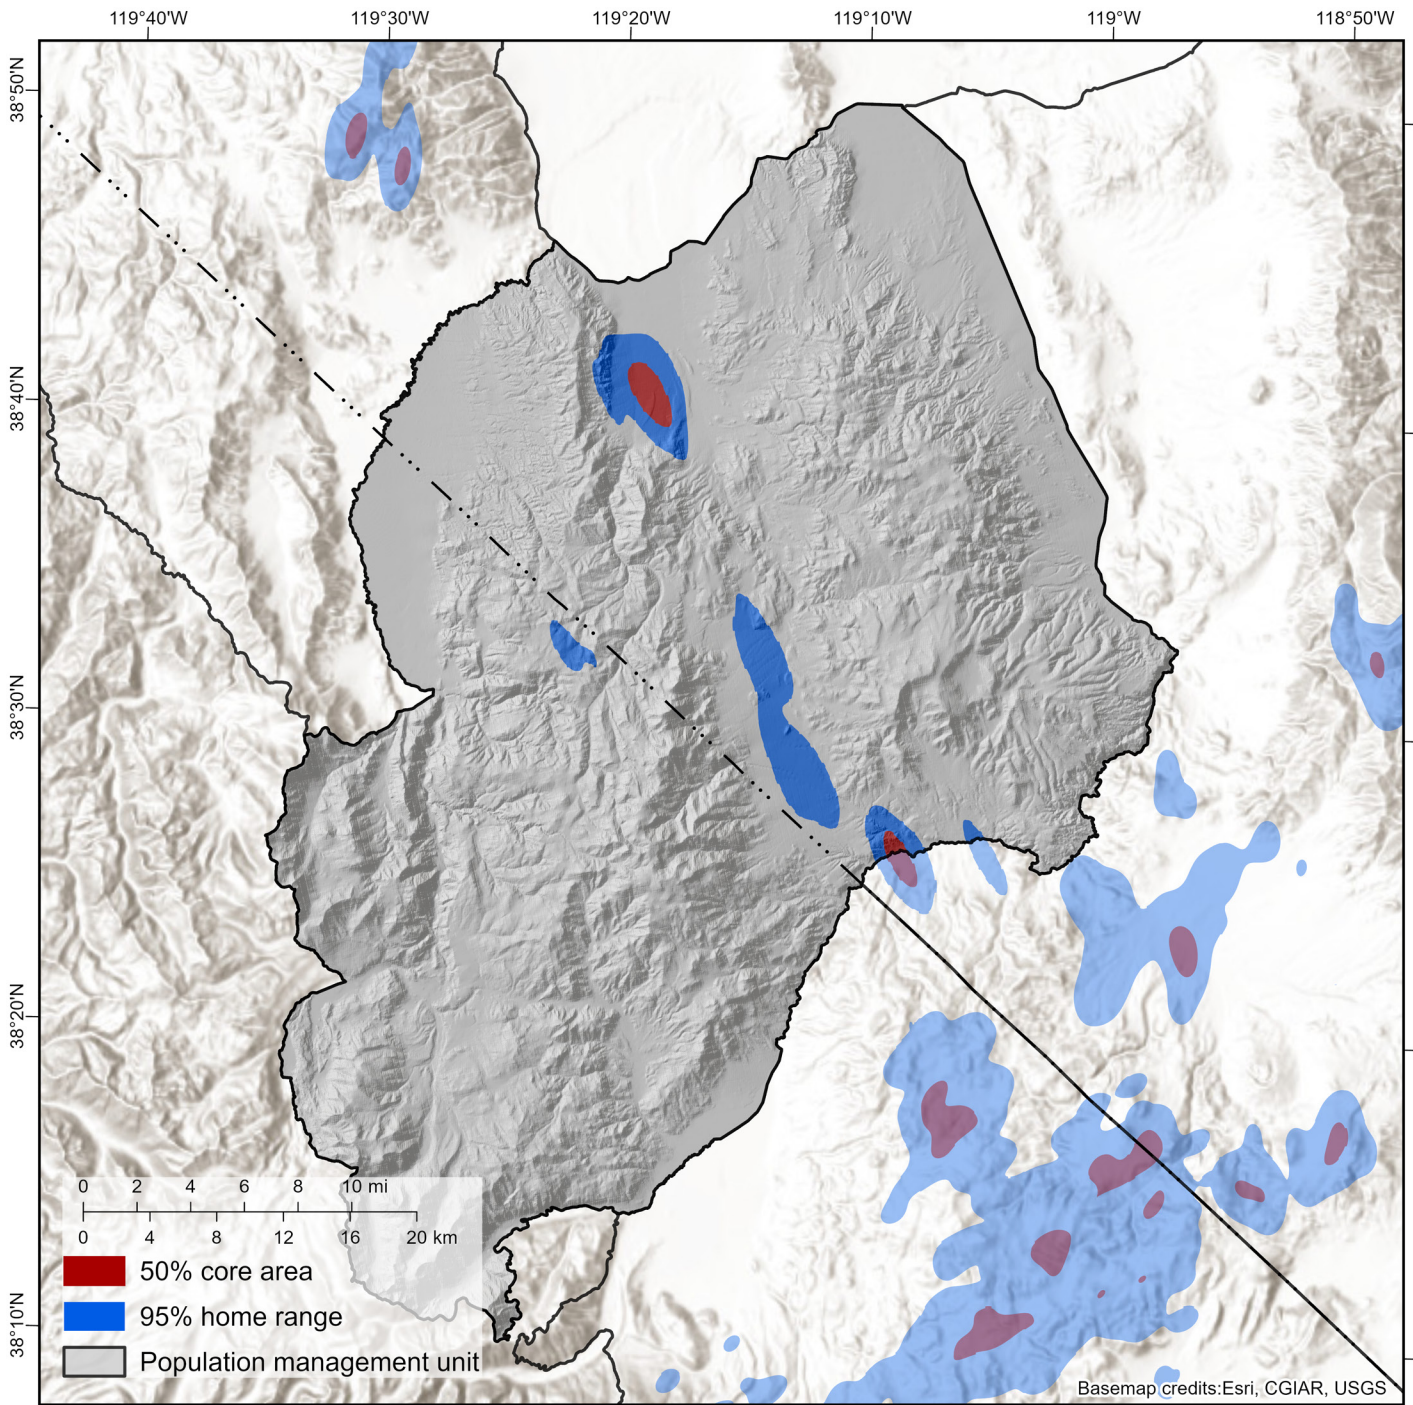 119°40'W 119°30'W 119°20'W 119°10'W 119°W 118°50'W
38°50'N
38°40'N
38°30'N
38°20'N
38°10'N
0 2 4 6 8 10 mi
0 4 8 12 16 20 km
50% core area
95% home range
Population management unit
Basemap credits:Esri, CGIAR, USGS